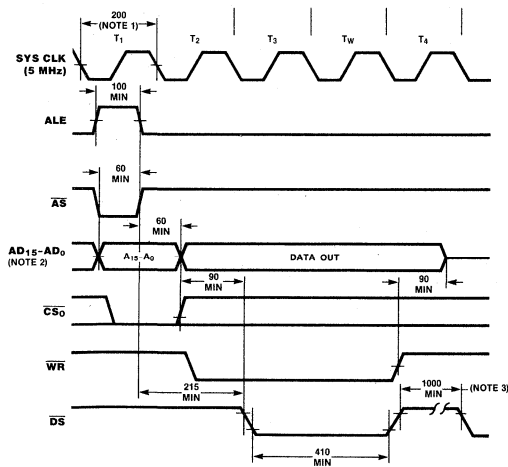 200
(NOTE 1)
T1 T2 T3 TW T4
SYS CLK
(5 MHz)
100
MIN
ALE
60
MIN
AS
60
MIN
AD15-AD0
(NOTE 2)
A15-A0
DATA OUT
90
MIN
90
MIN
CS0
WR
215
MIN
1000
MIN
(NOTE 3)
DS
410
MIN